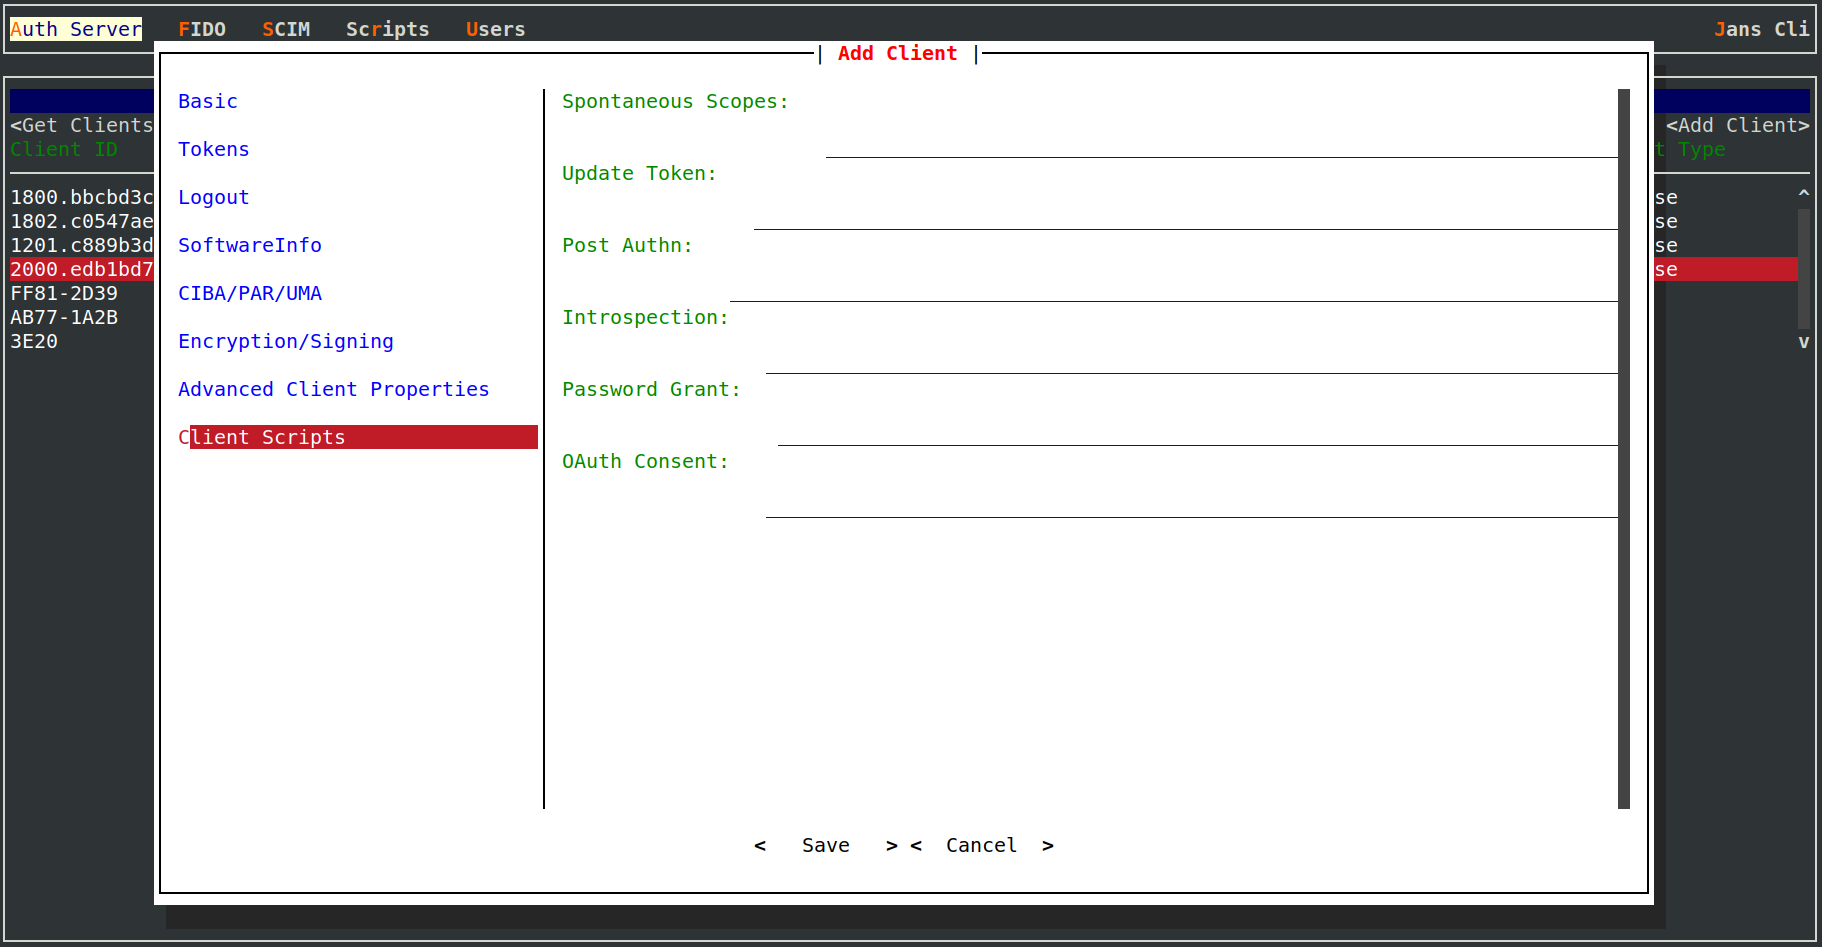 Auth Server FIDO SCIM Scripts Users Jans Cli
| Add Client |
<Get Clients
<Add Client>
Client ID
t Type
1800.bbcbd3c
se
^
1802.c0547ae
se
1201.c889b3d
se
2000.edb1bd7
se
FF81-2D39
AB77-1A2B
3E20
v
Basic
Tokens
Logout
SoftwareInfo
CIBA/PAR/UMA
Encryption/Signing
Advanced Client Properties
Client Scripts
Spontaneous Scopes:
Update Token:
Post Authn:
Introspection:
Password Grant:
OAuth Consent:
< Save > < Cancel >